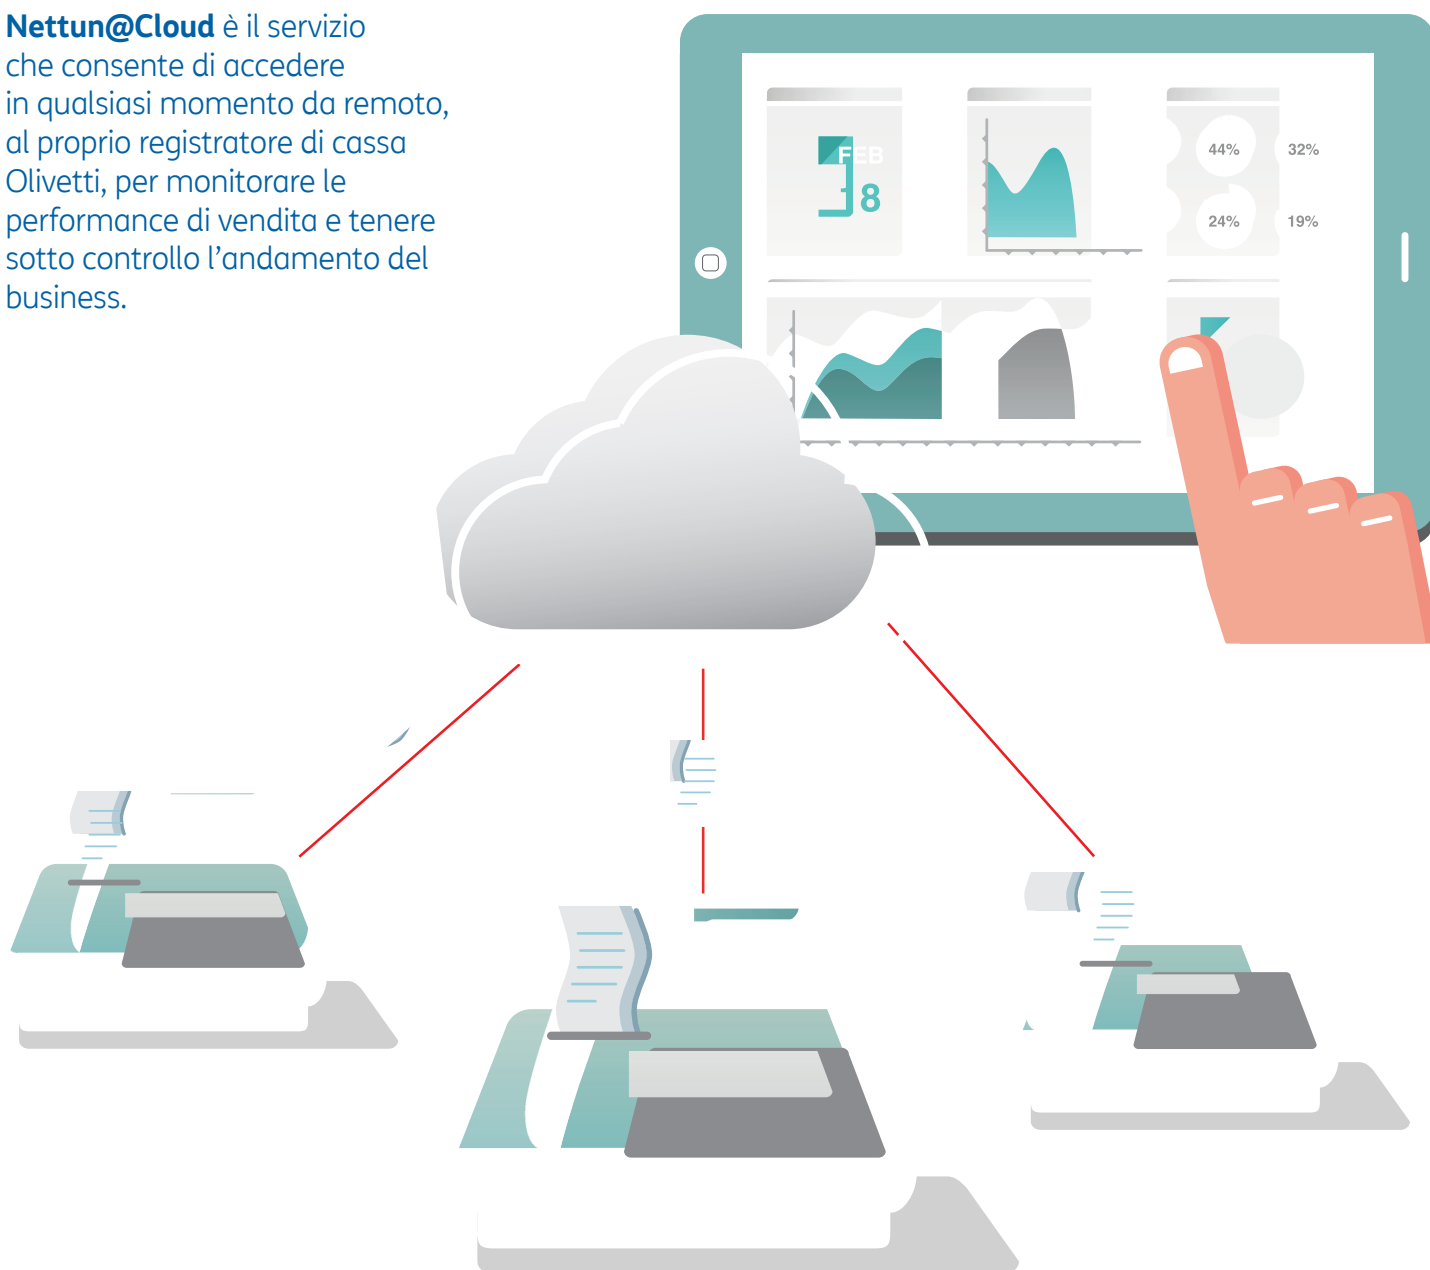 Nettun@Cloud è il servizio
che consente di accedere
in qualsiasi momento da remoto,
al proprio registratore di cassa
Olivetti, per monitorare le
performance di vendita e tenere
sotto controllo l’andamento del
business.
FEB
18
44% 32%
24% 19%